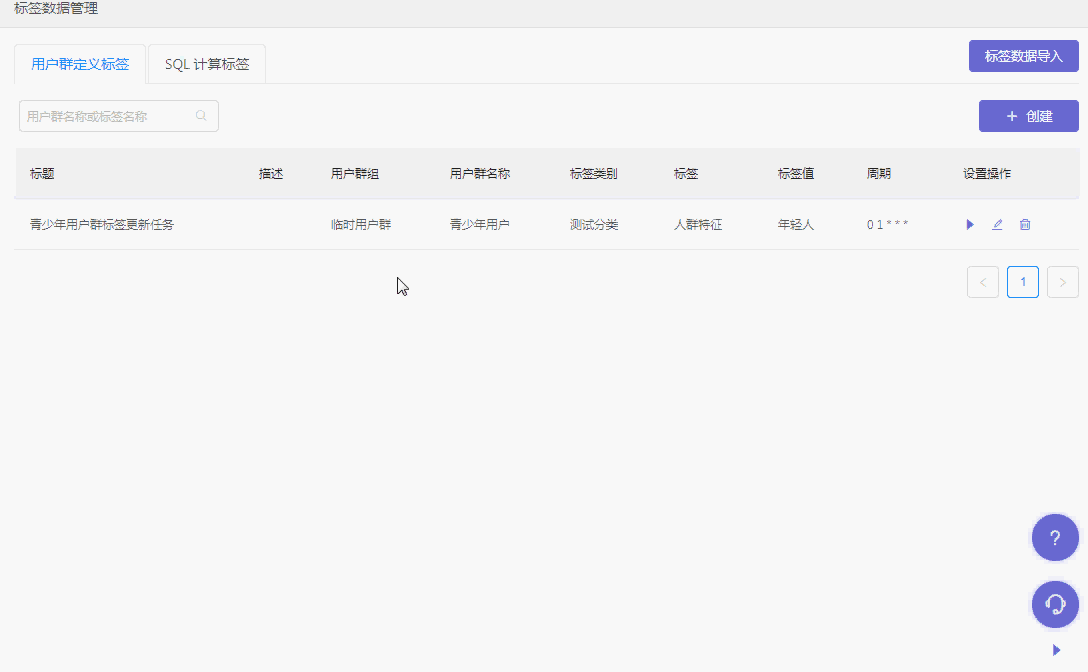 标签数据管理
用户群定义标签 SQL 计算标签 标签数据导入
用户群名称或标签名称 + 创建
标题 描述 用户群组 用户群名称 标签类别 标签 标签值 周期 设置操作
青少年用户群标签更新任务 临时用户群 青少年用户 测试分类 人群特征 年轻人 0 1 * * *
< 1 >
?